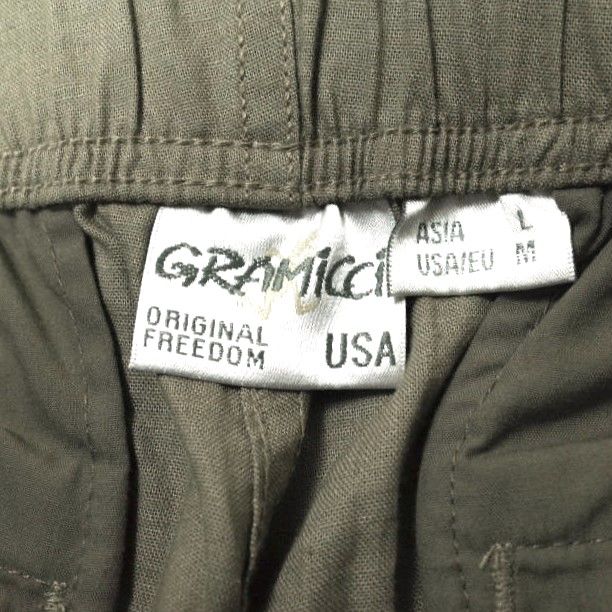 GRAMicci
ORIGINAL
FREEDOM
USA
ASIA L
USA/EU M